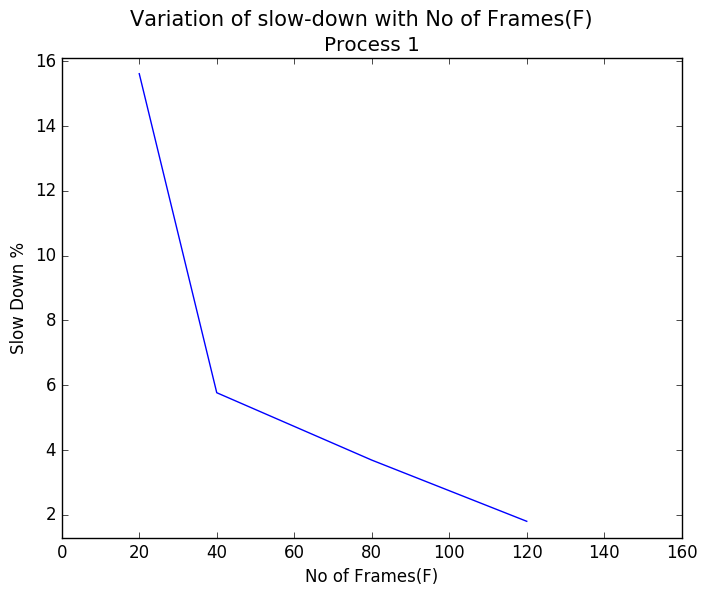 Variation of slow-down with No of Frames(F)
Process 1
16
14
12
10
8
6
4
2
Slow Down %
0 20 40 60 80 100 120 140 160
No of Frames(F)